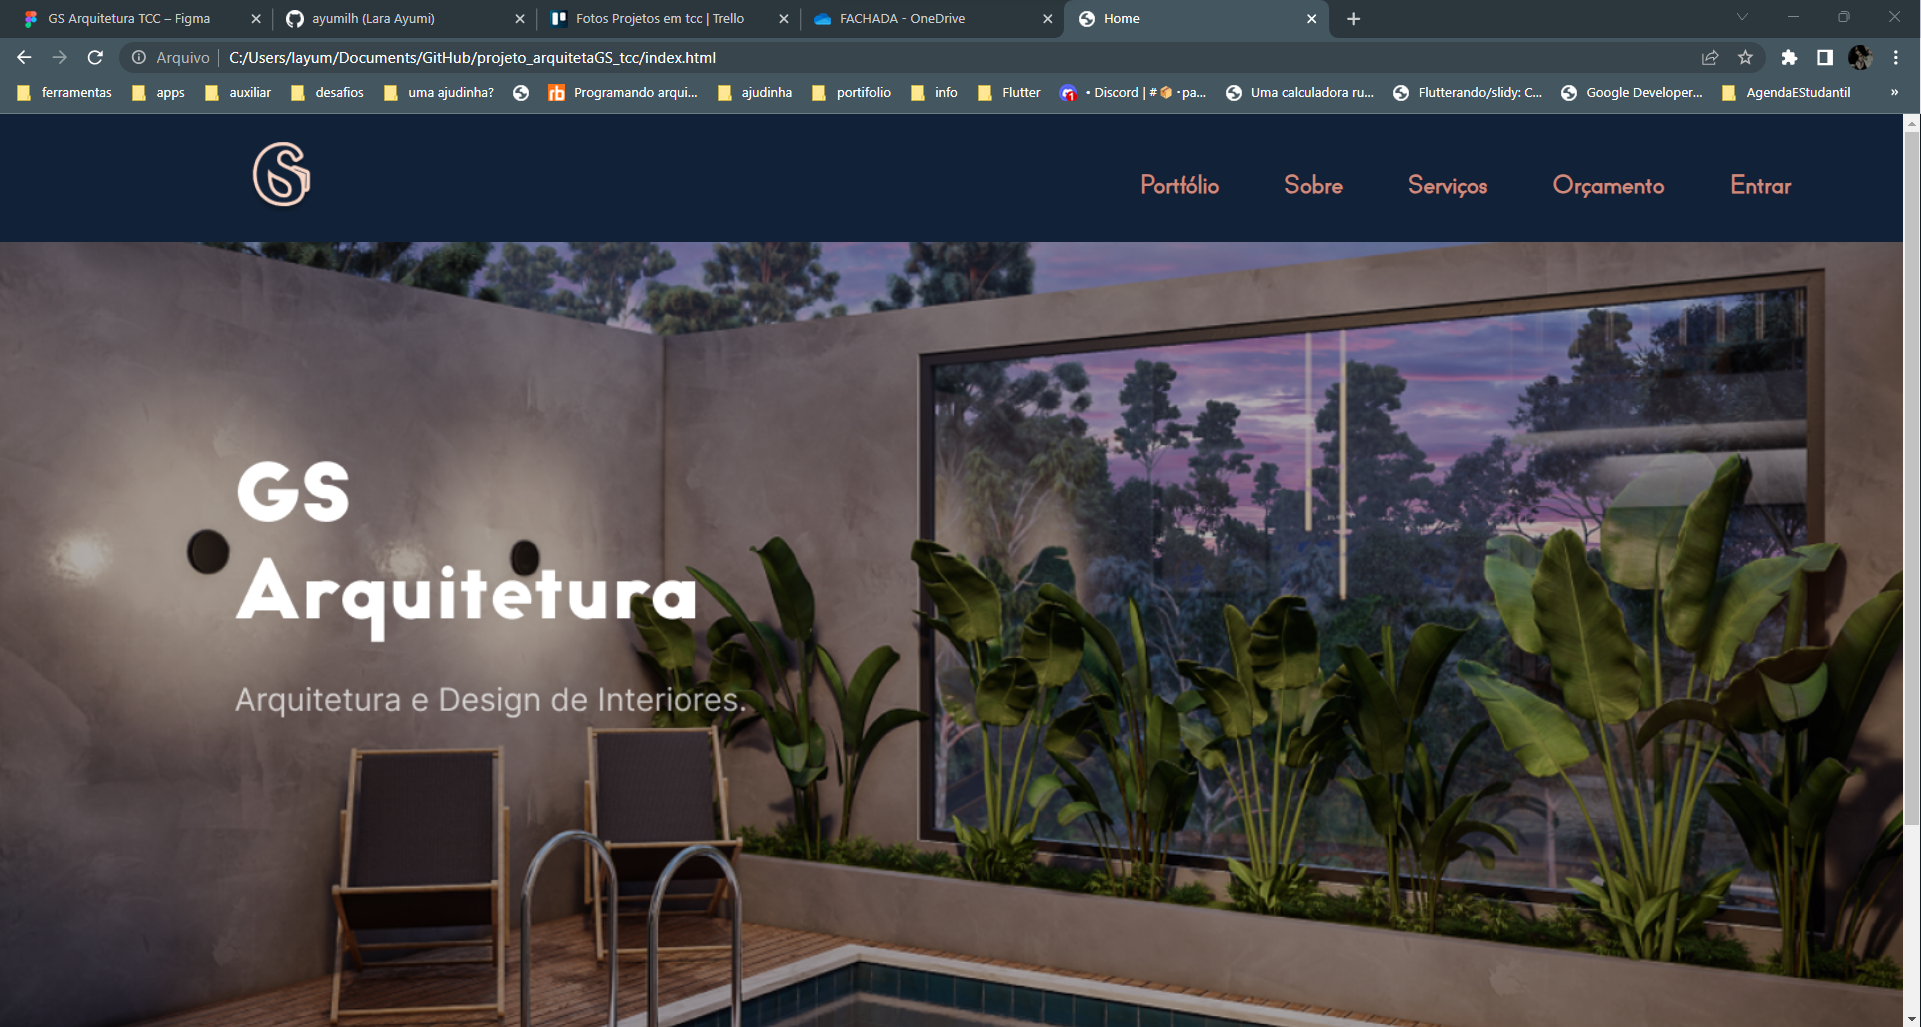 GS Arquitetura TCC – Figma
ayumilh (Lara Ayumi)
Fotos Projetos em tcc | Trello
FACHADA - OneDrive
Home
Arquivo
C:/Users/layum/Documents/GitHub/projeto_arquitetaGS_tcc/index.html
ferramentas
apps
auxiliar
desafios
uma ajudinha?
Programando arqui...
ajudinha
portifolio
info
Flutter
• Discord | #📦・pa...
Uma calculadora ru...
Flutterando/slidy: C...
Google Developer...
AgendaEStudantil
»
Portfólio
Sobre
Serviços
Orçamento
Entrar
GS
Arquitetura
Arquitetura e Design de Interiores.